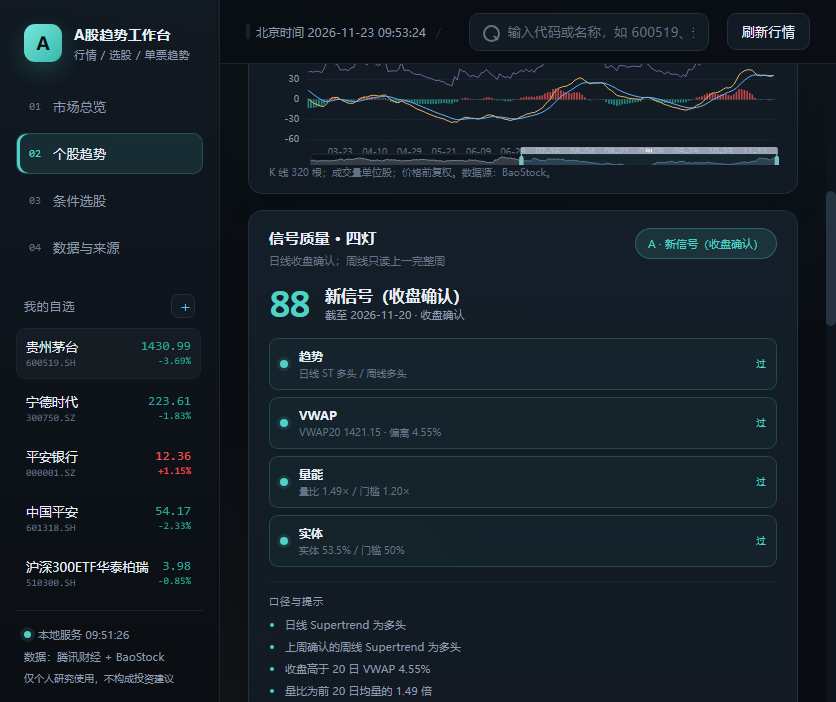 A
A股趋势工作台
行情 / 选股 / 单票趋势
01 市场总览
02 个股趋势
03 条件选股
04 数据与来源
我的自选 +
贵州茅台 1430.99
600519.SH -3.69%
宁德时代 223.61
300750.SZ -1.83%
平安银行 12.36
000001.SZ +1.15%
中国平安 54.17
601318.SH -2.33%
沪深300ETF华泰柏瑞 3.98
510300.SH -0.85%
本地服务 09:51:26
数据：腾讯财经 + BaoStock
仅个人研究使用，不构成投资建议
北京时间 2026-11-23 09:53:24 /
输入代码或名称，如 600519、
刷新行情
30
0
-30
-60
03-23 04-10 04-29 05-21 06-09
K 线 320 根；成交量单位股；价格前复权。数据源：BaoStock。
信号质量 · 四灯
日线收盘确认；周线只读上一完整周
A · 新信号（收盘确认）
88 新信号（收盘确认）
截至 2026-11-20 · 收盘确认
趋势
日线 ST 多头 / 周线多头
过
VWAP
VWAP20 1421.15 · 偏离 4.55%
过
量能
量比 1.49× / 门槛 1.20×
过
实体
实体 53.5% / 门槛 50%
过
口径与提示
日线 Supertrend 为多头
上周确认的周线 Supertrend 为多头
收盘高于 20 日 VWAP 4.55%
量比为前 20 日均量的 1.49 倍